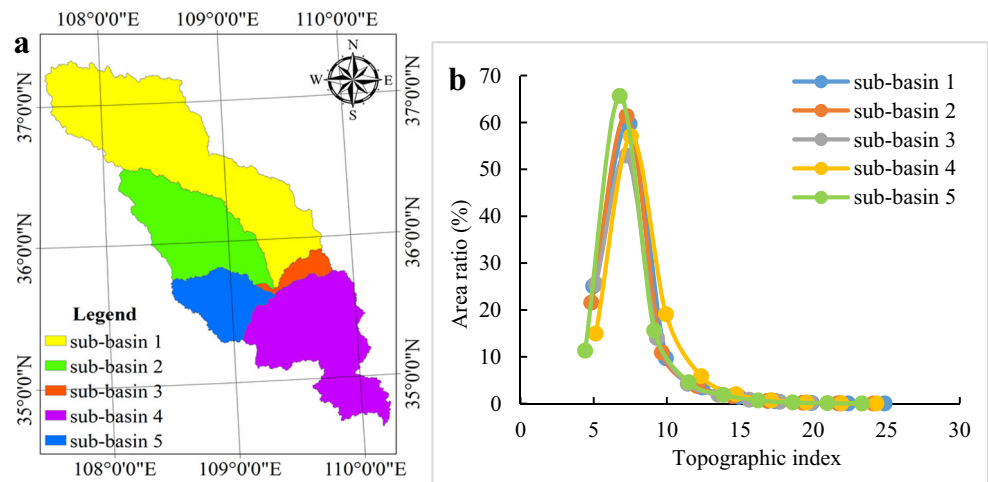 108°0'0"E 109°0'0"E 110°0'0"E
a
N
W E
S
37°0'0"N 37°0'0"N
36°0'0"N 36°0'0"N
35°0'0"N 35°0'0"N
Legend
sub-basin 1
sub-basin 2
sub-basin 3
sub-basin 4
sub-basin 5
108°0'0"E 109°0'0"E 110°0'0"E
b
Area ratio (%)
70
60
50
40
30
20
10
0
0 5 10 15 20 25 30
Topographic index
sub-basin 1
sub-basin 2
sub-basin 3
sub-basin 4
sub-basin 5